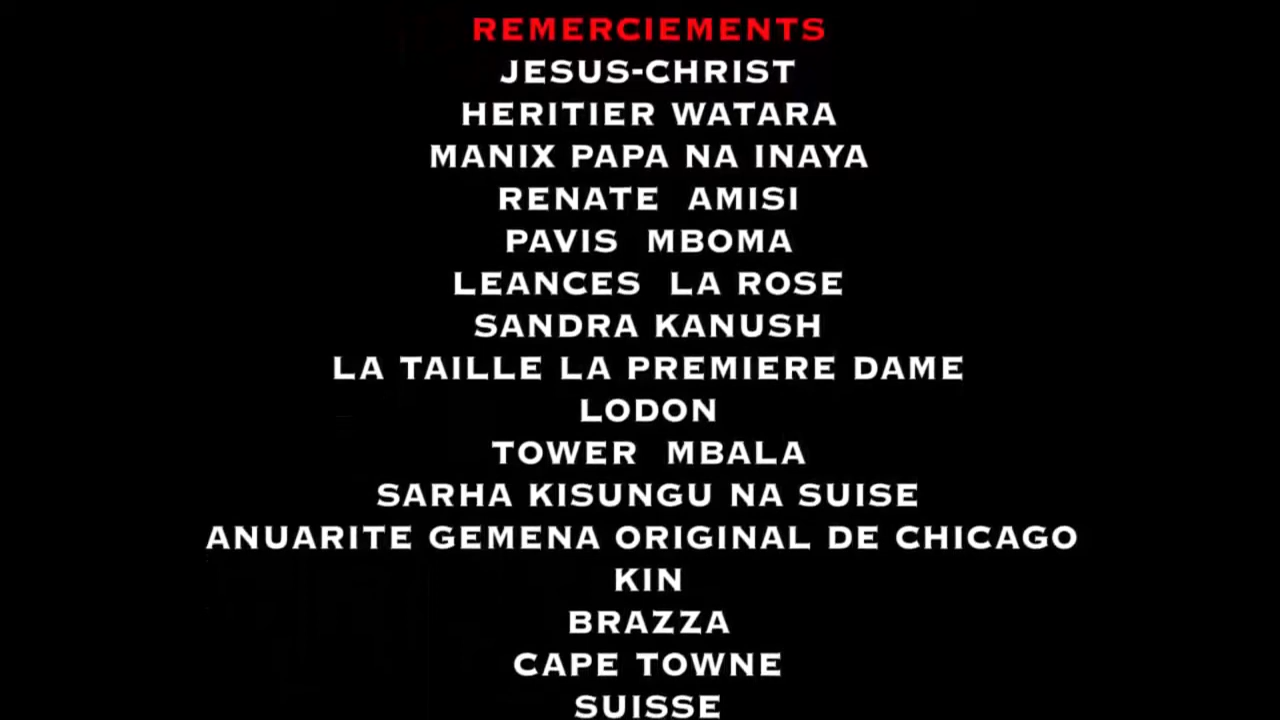 REMERCIEMENTS
JESUS-CHRIST
HERITIER WATARA
MANIX PAPA NA INAYA
RENATE AMISI
PAVIS MBOMA
LEANCES LA ROSE
SANDRA KANUSH
LA TAILLE LA PREMIERE DAME
LODON
TOWER MBALA
SARHA KISUNGU NA SUISE
ANUARITE GEMENA ORIGINAL DE CHICAGO
KIN
BRAZZA
CAPE TOWNE
SUISSE